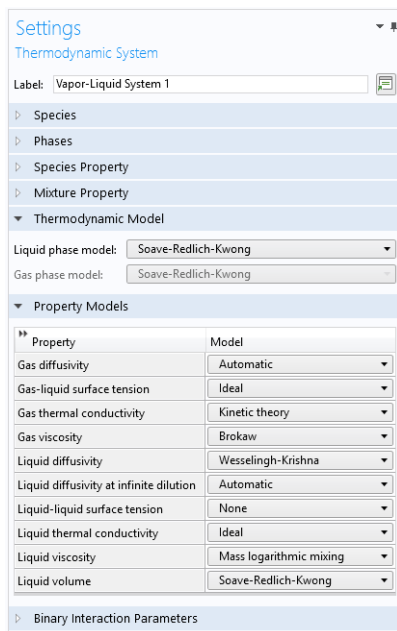 Settings
Thermodynamic System
Label: Vapor-Liquid System 1
Species
Phases
Species Property
Mixture Property
Thermodynamic Model
Liquid phase model: Soave-Redlich-Kwong
Gas phase model: Soave-Redlich-Kwong
Property Models
Property Model
Gas diffusivity Automatic
Gas-liquid surface tension Ideal
Gas thermal conductivity Kinetic theory
Gas viscosity Brokaw
Liquid diffusivity Wesselingh-Krishna
Liquid diffusivity at infinite dilution Automatic
Liquid-liquid surface tension None
Liquid thermal conductivity Ideal
Liquid viscosity Mass logarithmic mixing
Liquid volume Soave-Redlich-Kwong
Binary Interaction Parameters